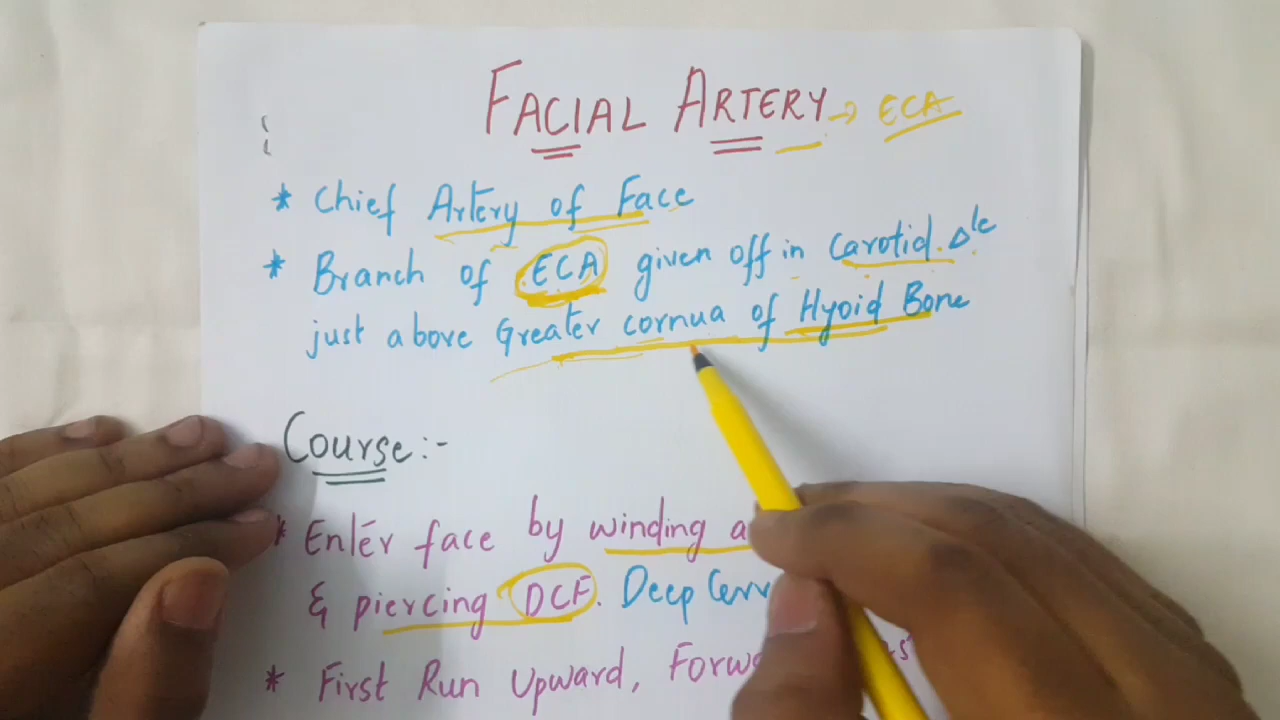 FACIAL ARTERY → ECA
* Chief Artery of Face
* Branch of ECA given off in Carotid Δle
just above Greater cornua of Hyoid Bone
Course :-
* Enter face by winding a
& piercing DCF. Deep Cerv
* First Run Upward, Forw